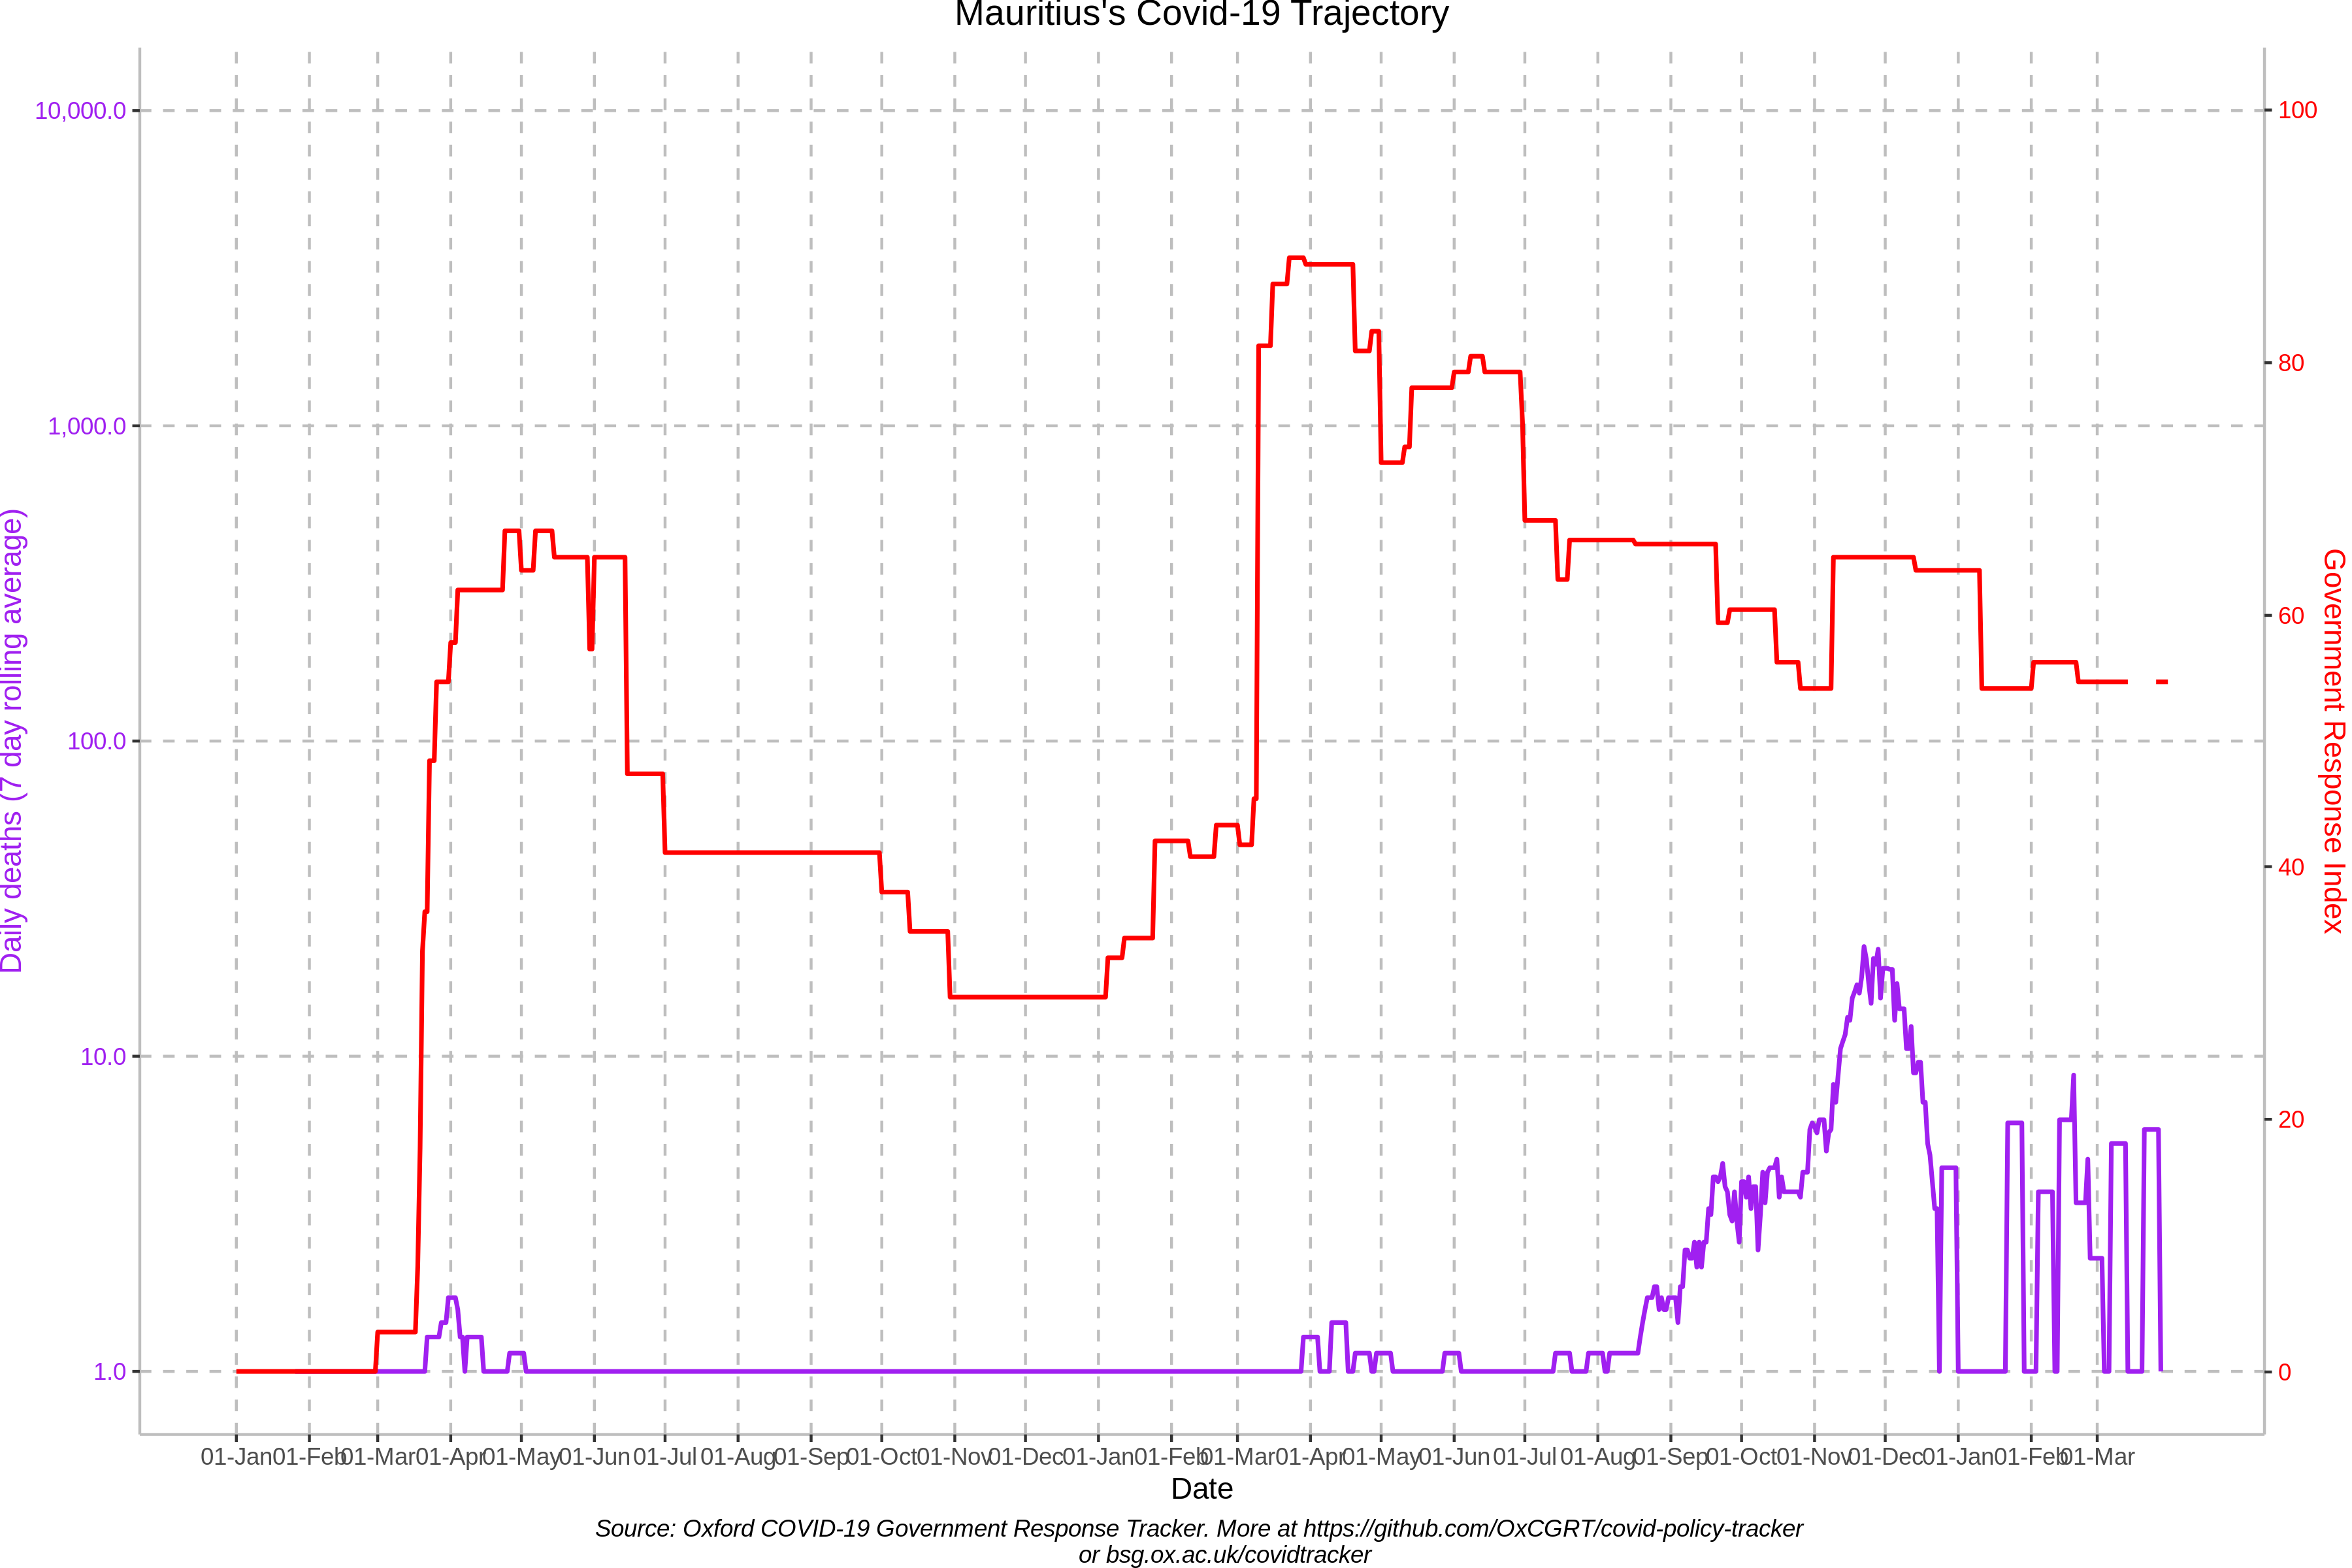 Mauritius's Covid-19 Trajectory
10,000.0
1,000.0
100.0
10.0
1.0
Daily deaths (7 day rolling average)
100
80
60
40
20
0
Government Response Index
01-Jan 01-Feb 01-Mar 01-Apr 01-May 01-Jun 01-Jul 01-Aug 01-Sep 01-Oct 01-Nov 01-Dec 01-Jan 01-Feb 01-Mar 01-Apr 01-May 01-Jun 01-Jul 01-Aug 01-Sep 01-Oct 01-Nov 01-Dec 01-Jan 01-Feb 01-Mar
Date
Source: Oxford COVID-19 Government Response Tracker. More at https://github.com/OxCGRT/covid-policy-tracker
or bsg.ox.ac.uk/covidtracker